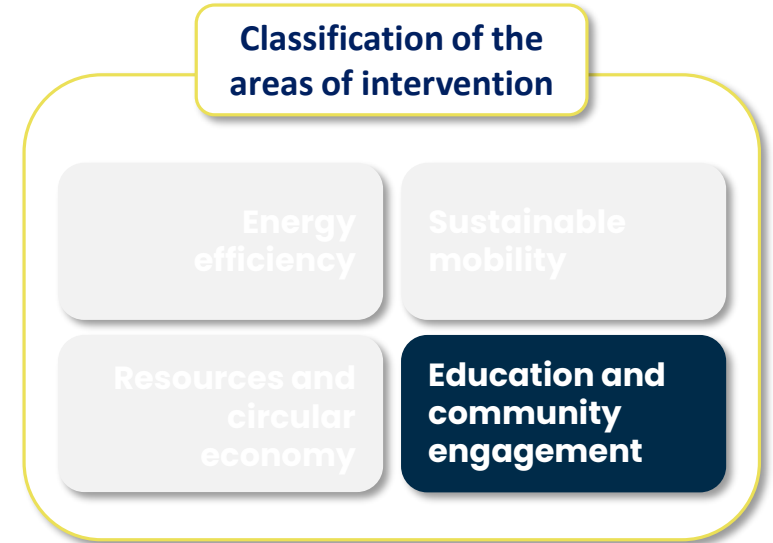 Classification of the
areas of intervention
Energy
efficiency
Sustainable
mobility
Resources and
circular
economy
Education and
community
engagement